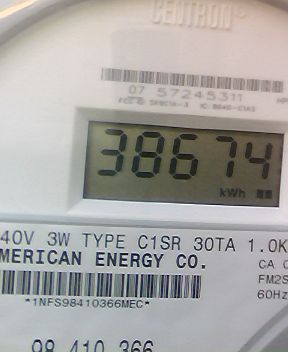 CENTRON
07 57245311
38674
kWh
40V 3W TYPE C1SR 30TA 1.0K
MERICAN ENERGY CO.
CA 0
FM2S
60Hz
*1NFS98410366MEC*
98 410 366